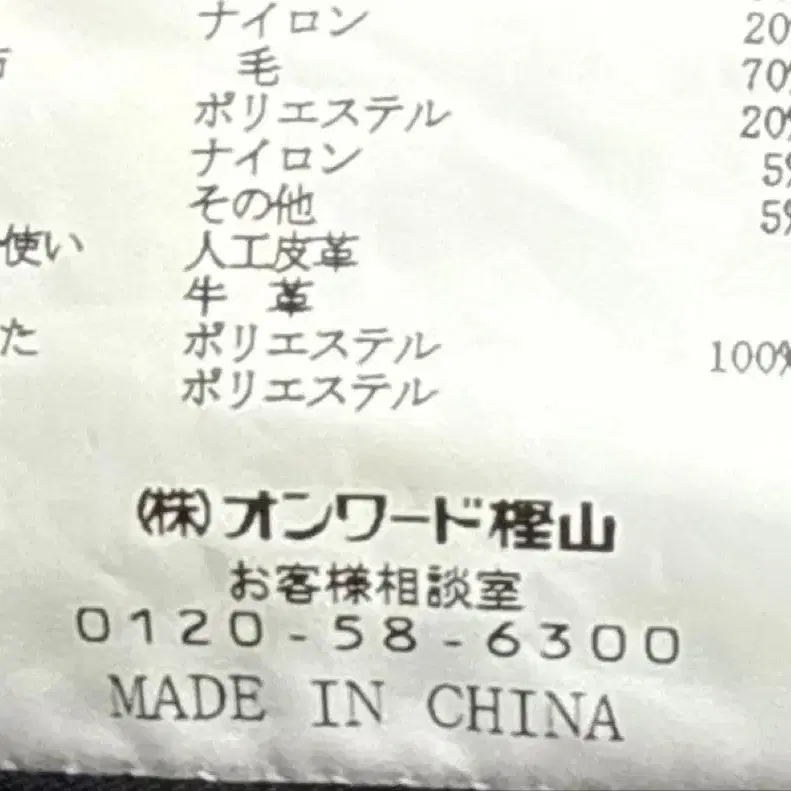 ナイロン 20%
毛 70%
ポリエステル 20%
ナイロン 5%
その他 5%
使い 人工皮革
牛 革
た ポリエステル 100%
ポリエステル
(株)オンワード樫山
お客様相談室
0120-58-6300
MADE IN CHINA